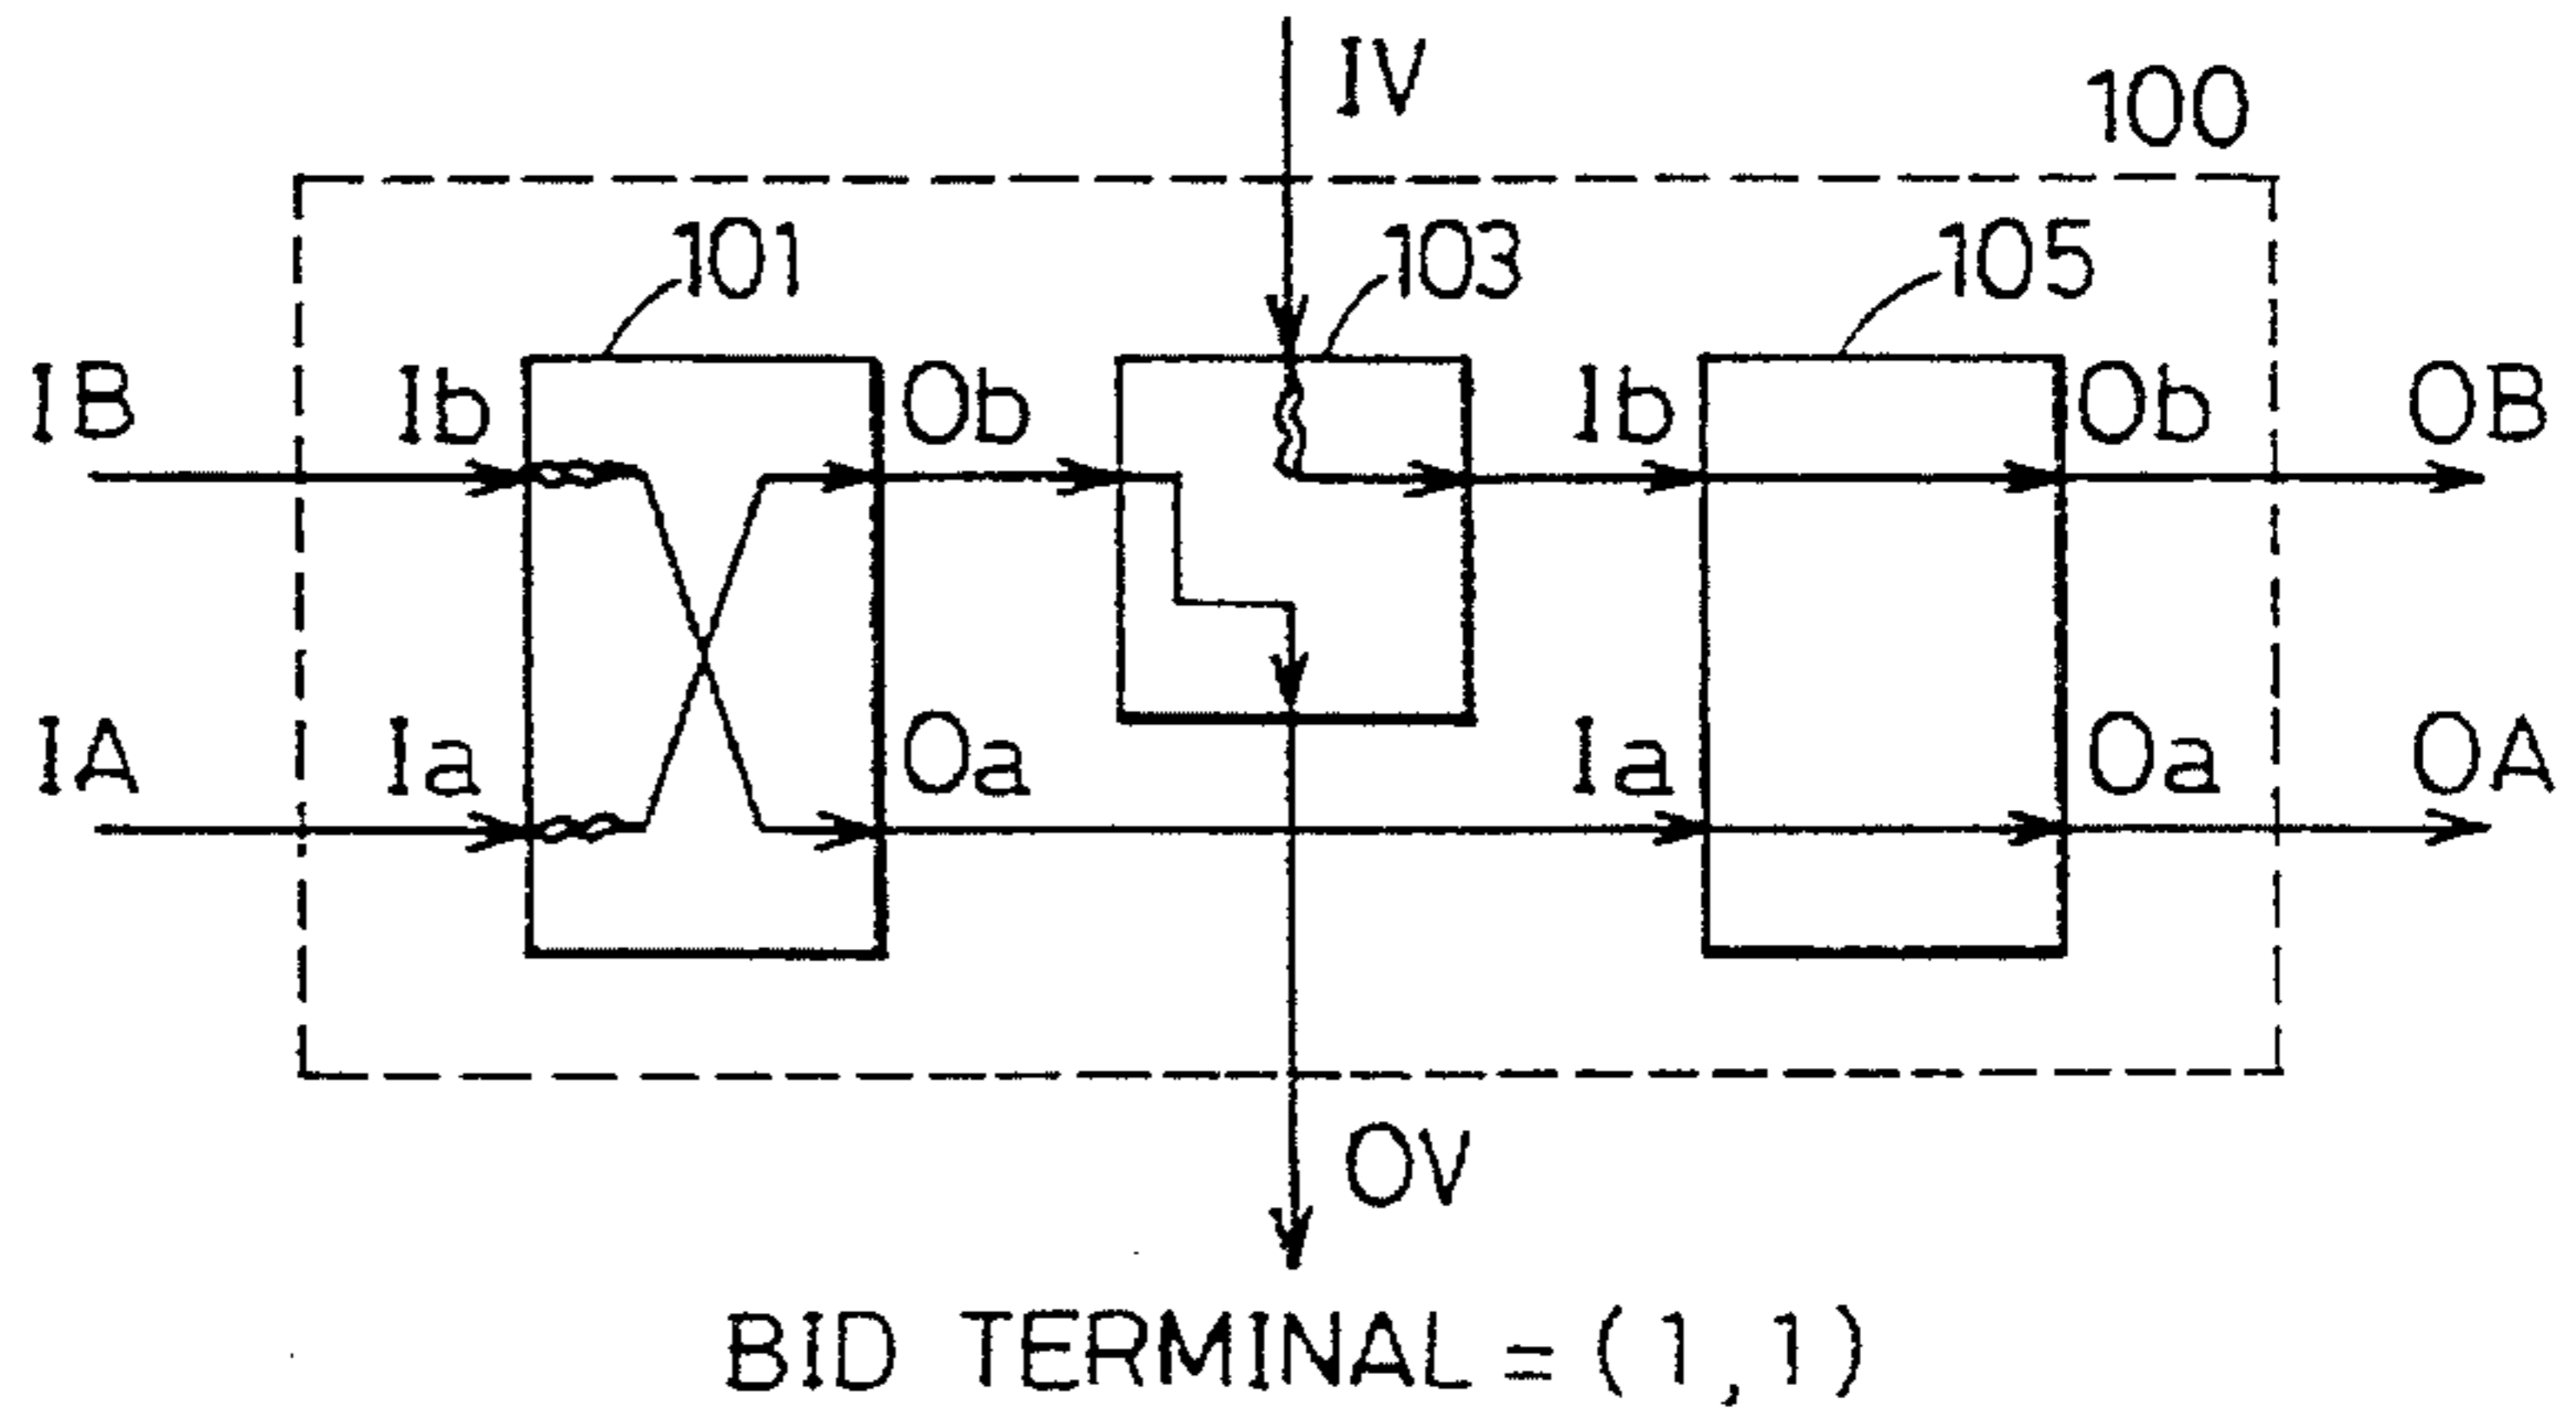 IV
100
101
103
105
IB Ib Ob Ib Ob OB
IA Ia Oa Ia Oa OA
OV
BID TERMINAL = (1,1)